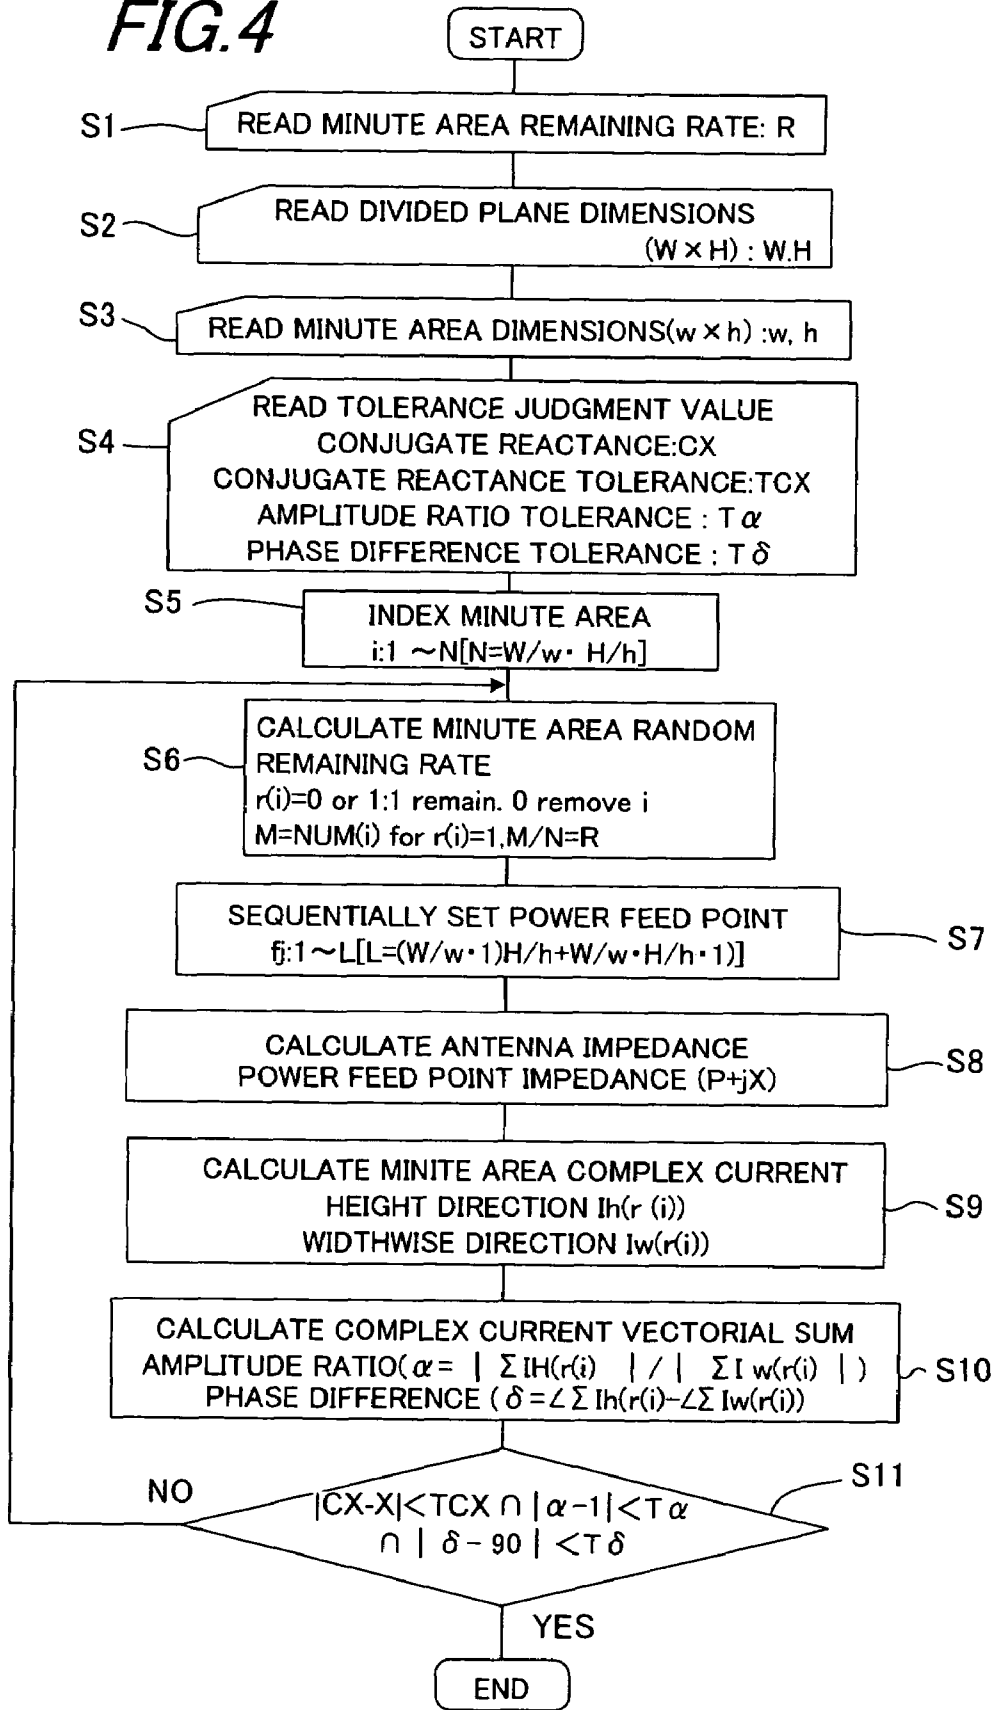 FIG.4
START
S1
READ MINUTE AREA REMAINING RATE: R
S2
READ DIVIDED PLANE DIMENSIONS
(W × H) : W.H
S3
READ MINUTE AREA DIMENSIONS(w × h) :w, h
S4
READ TOLERANCE JUDGMENT VALUE
CONJUGATE REACTANCE:CX
CONJUGATE REACTANCE TOLERANCE:TCX
AMPLITUDE RATIO TOLERANCE : T α
PHASE DIFFERENCE TOLERANCE : T δ
S5
INDEX MINUTE AREA
i:1 ~N[N=W/w· H/h]
S6
CALCULATE MINUTE AREA RANDOM
REMAINING RATE
r(i)=0 or 1:1 remain. 0 remove i
M=NUM(i) for r(i)=1,M/N=R
SEQUENTIALLY SET POWER FEED POINT
fj:1~L[L=(W/w·1)H/h+W/w·H/h·1)]
S7
CALCULATE ANTENNA IMPEDANCE
POWER FEED POINT IMPEDANCE (P+jX)
S8
CALCULATE MINITE AREA COMPLEX CURRENT
HEIGHT DIRECTION Ih(r (i))
WIDTHWISE DIRECTION Iw(r(i))
S9
CALCULATE COMPLEX CURRENT VECTORIAL SUM
AMPLITUDE RATIO(α= | ΣIH(r(i) | / | ΣI w(r(i) | )
PHASE DIFFERENCE (δ=∠ΣIh(r(i)-∠ΣIw(r(i))
S10
NO
|CX-X|<TCX ∩ |α-1|<Tα
∩ | δ - 90 | <T δ
S11
YES
END